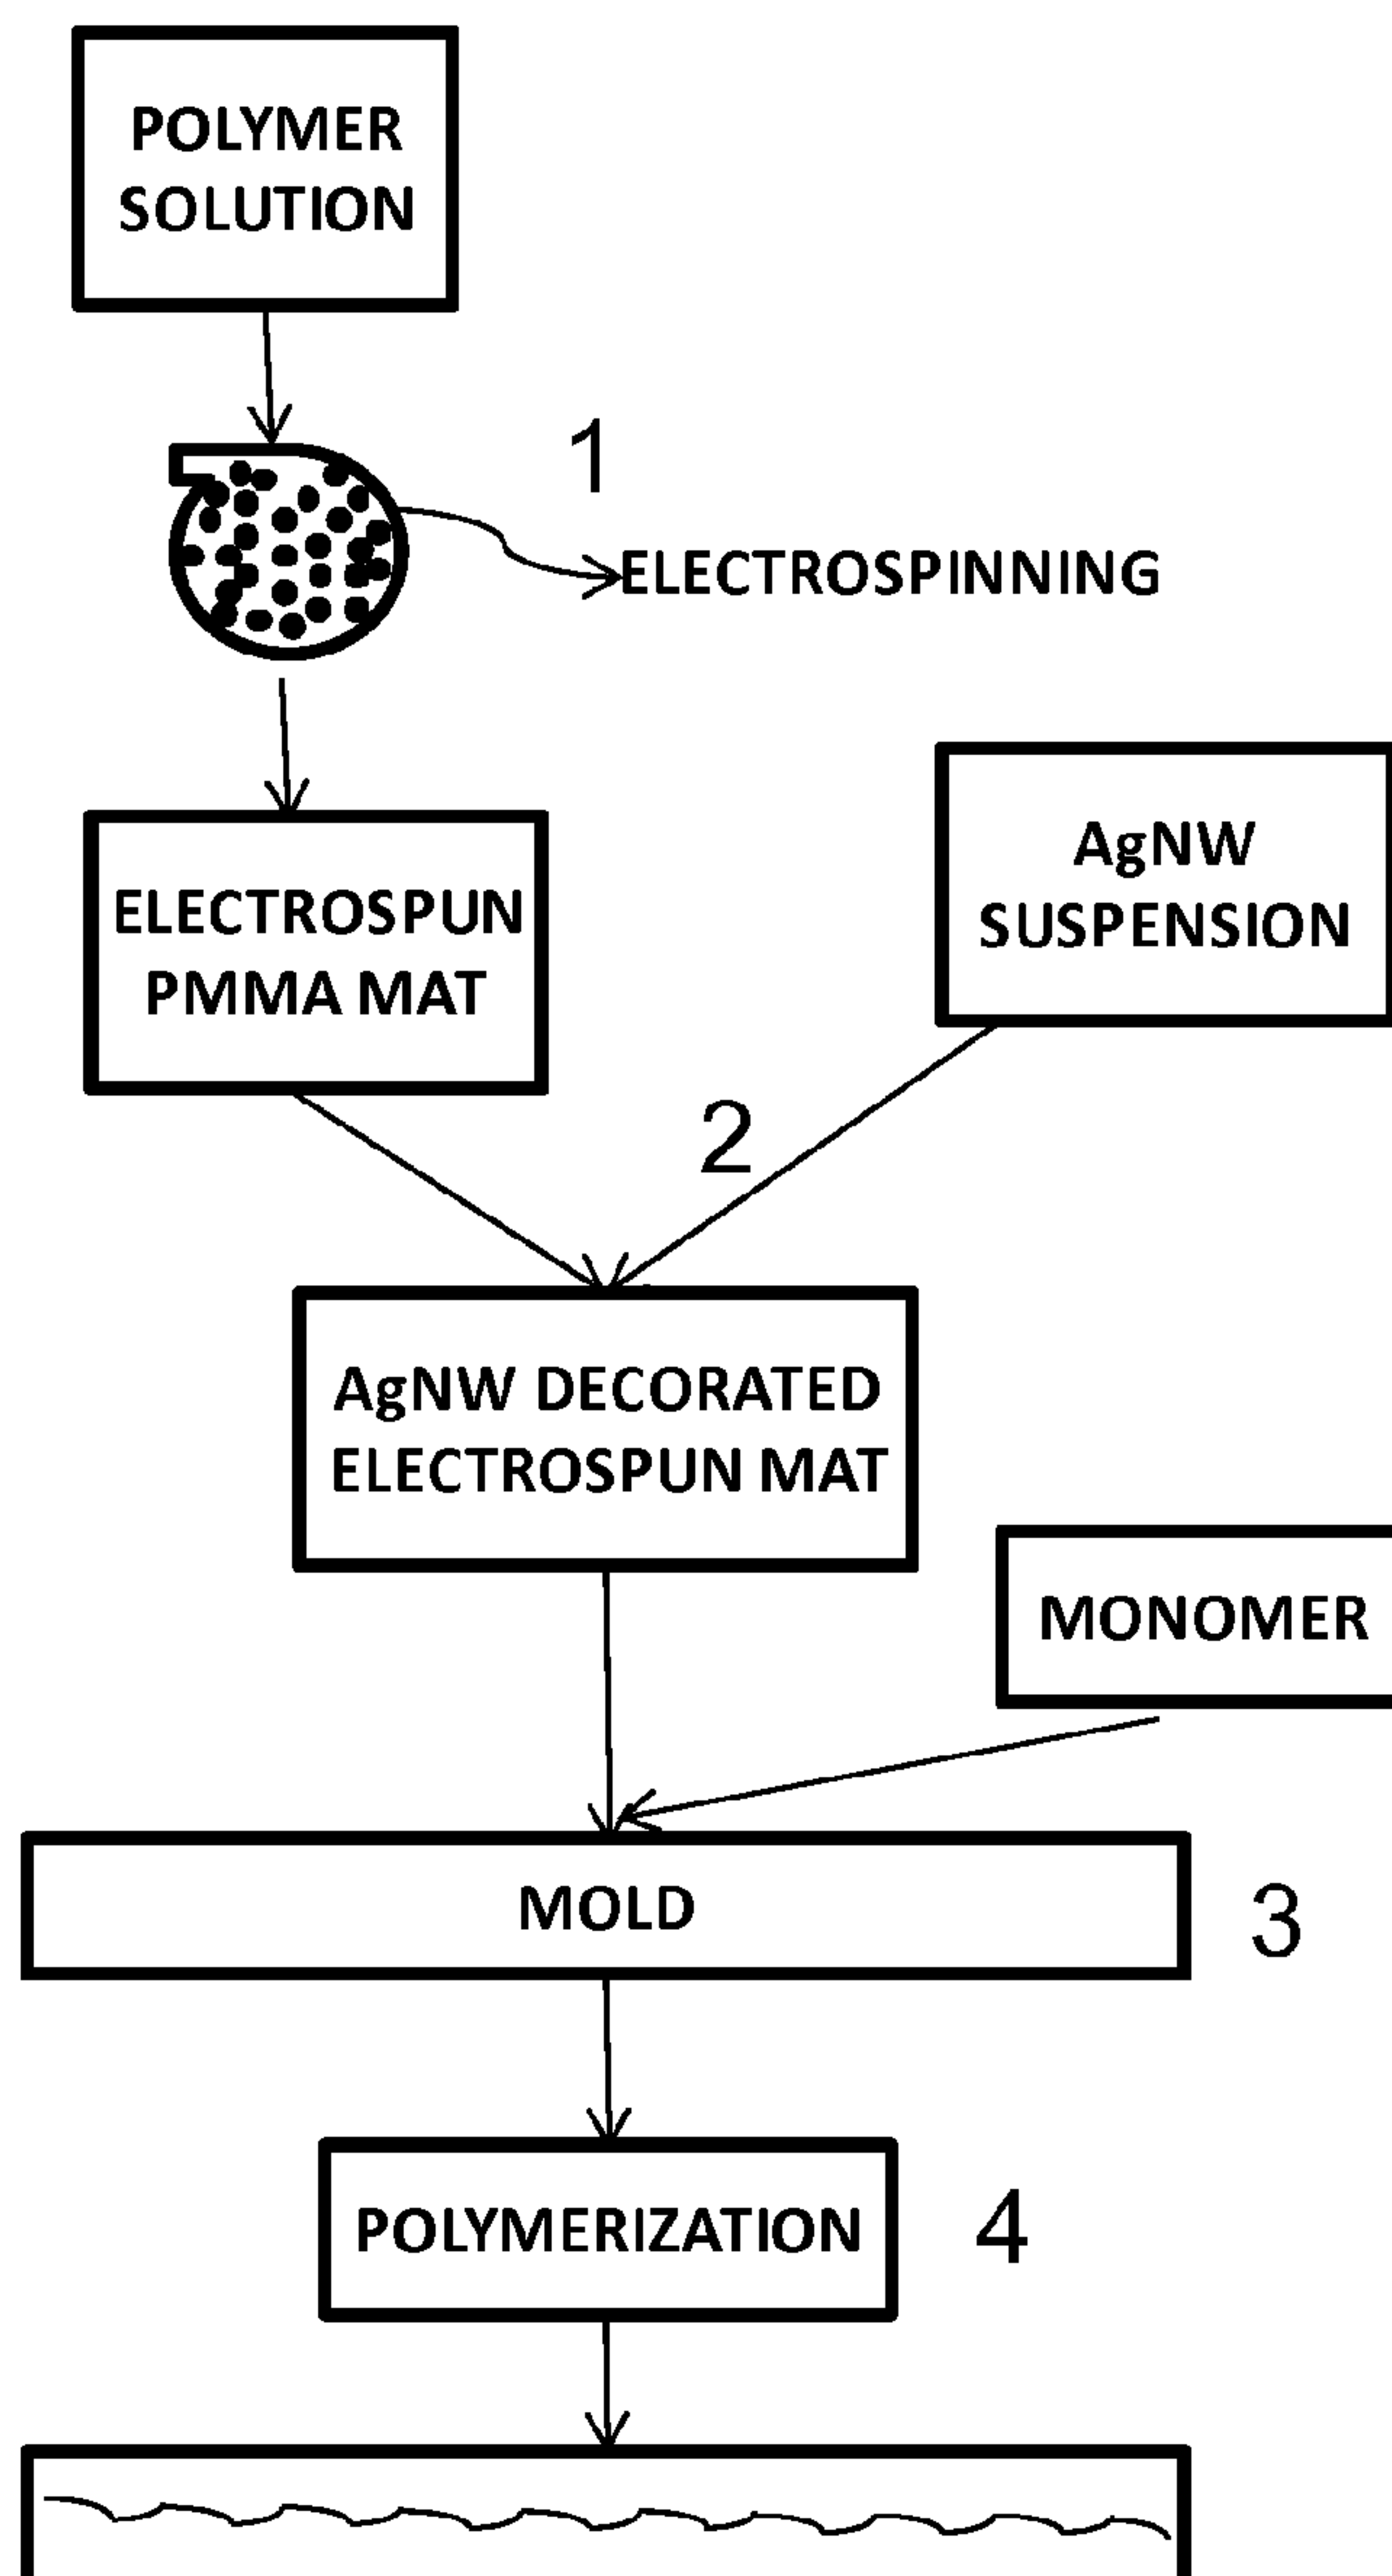 POLYMER
SOLUTION
1
ELECTROSPINNING
ELECTROSPUN
PMMA MAT
AgNW
SUSPENSION
2
AgNW DECORATED
ELECTROSPUN MAT
MONOMER
MOLD
3
POLYMERIZATION
4